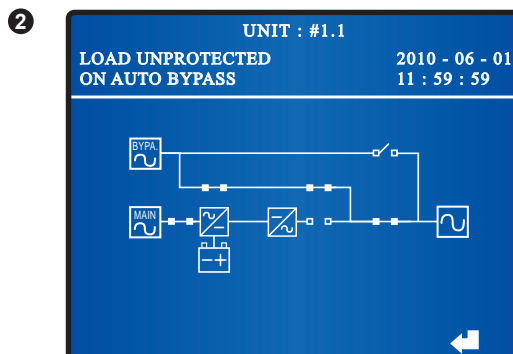 2
UNIT : #1.1
LOAD UNPROTECTED 2010 - 06 - 01
ON AUTO BYPASS 11 : 59 : 59
BYPA.
MAIN